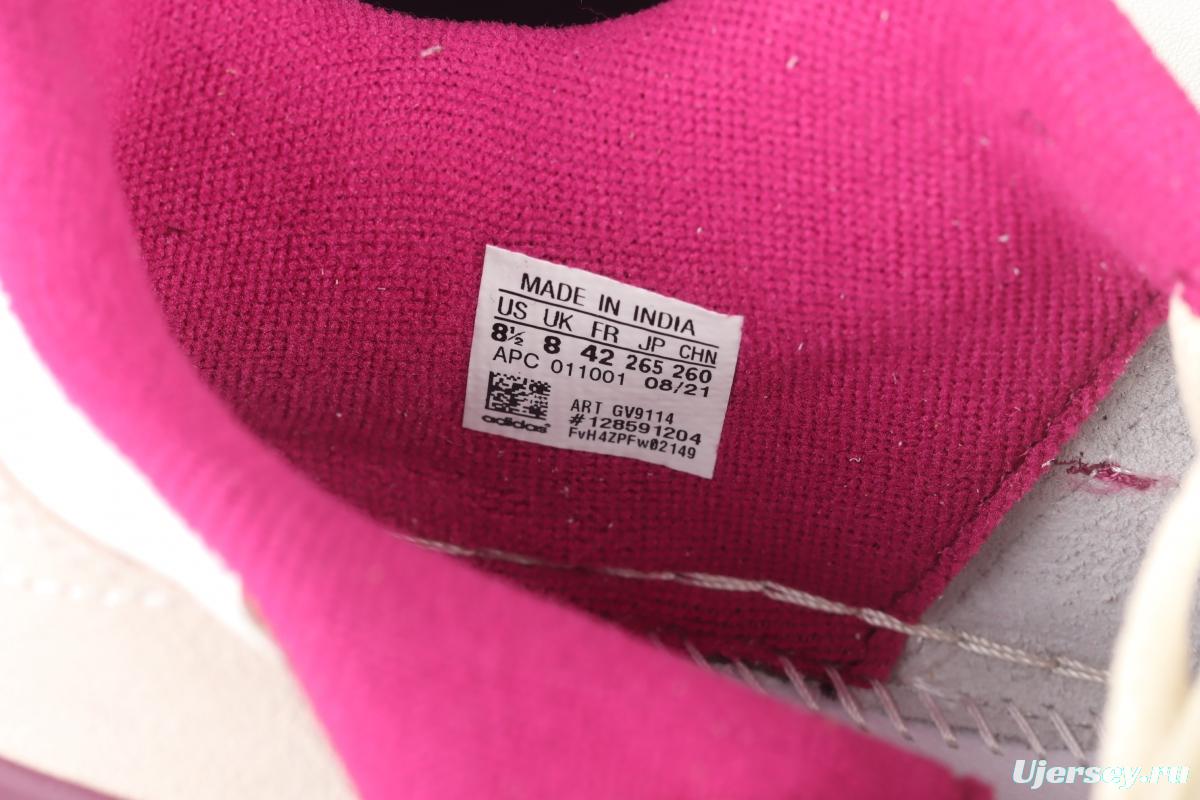 MADE IN INDIA
US UK FR JP CHN
8½ 8 42 265 260
APC 011001 08/21
ART GV9114
#128591204
FvH4ZPFw02149
adidas
Ujerscy.ru